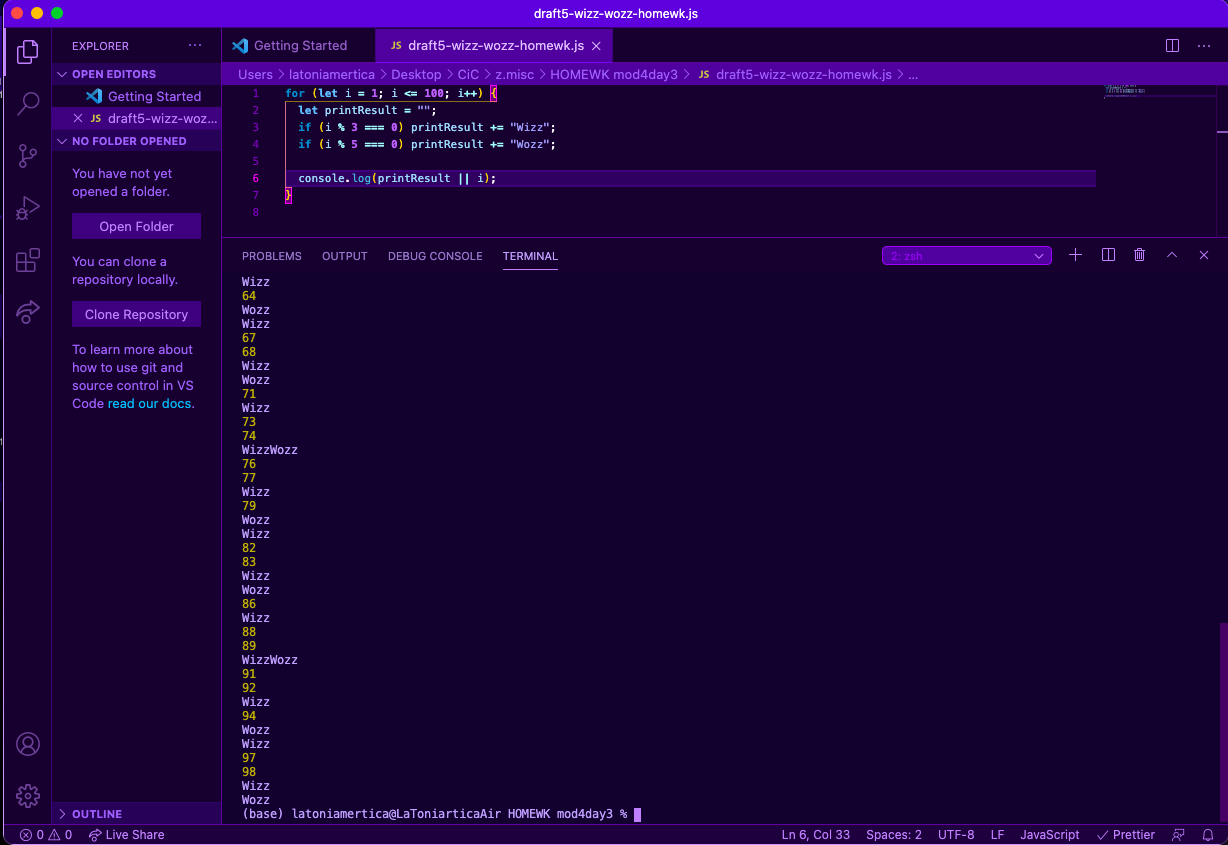 draft5-wizz-wozz-homewk.js
EXPLORER ···
OPEN EDITORS
Getting Started
JS draft5-wizz-woz...
NO FOLDER OPENED
You have not yet
opened a folder.
Open Folder
You can clone a
repository locally.
Clone Repository
To learn more about
how to use git and
source control in VS
Code read our docs.
OUTLINE
Getting Started
JS draft5-wizz-wozz-homewk.js
Users > latoniamertica > Desktop > CiC > z.misc > HOMEWK mod4day3 > JS draft5-wizz-wozz-homewk.js > ...
1 for (let i = 1; i <= 100; i++) {
2 let printResult = "";
3 if (i % 3 === 0) printResult += "Wizz";
4 if (i % 5 === 0) printResult += "Wozz";
5
6 console.log(printResult || i);
7 }
8
PROBLEMS OUTPUT DEBUG CONSOLE TERMINAL 2: zsh
Wizz
64
Wozz
Wizz
67
68
Wizz
Wozz
71
Wizz
73
74
WizzWozz
76
77
Wizz
79
Wozz
Wizz
82
83
Wizz
Wozz
86
Wizz
88
89
WizzWozz
91
92
Wizz
94
Wozz
Wizz
97
98
Wizz
Wozz
(base) latoniamertica@LaToniarticaAir HOMEWK mod4day3 %
0 0 Live Share Ln 6, Col 33 Spaces: 2 UTF-8 LF JavaScript Prettier